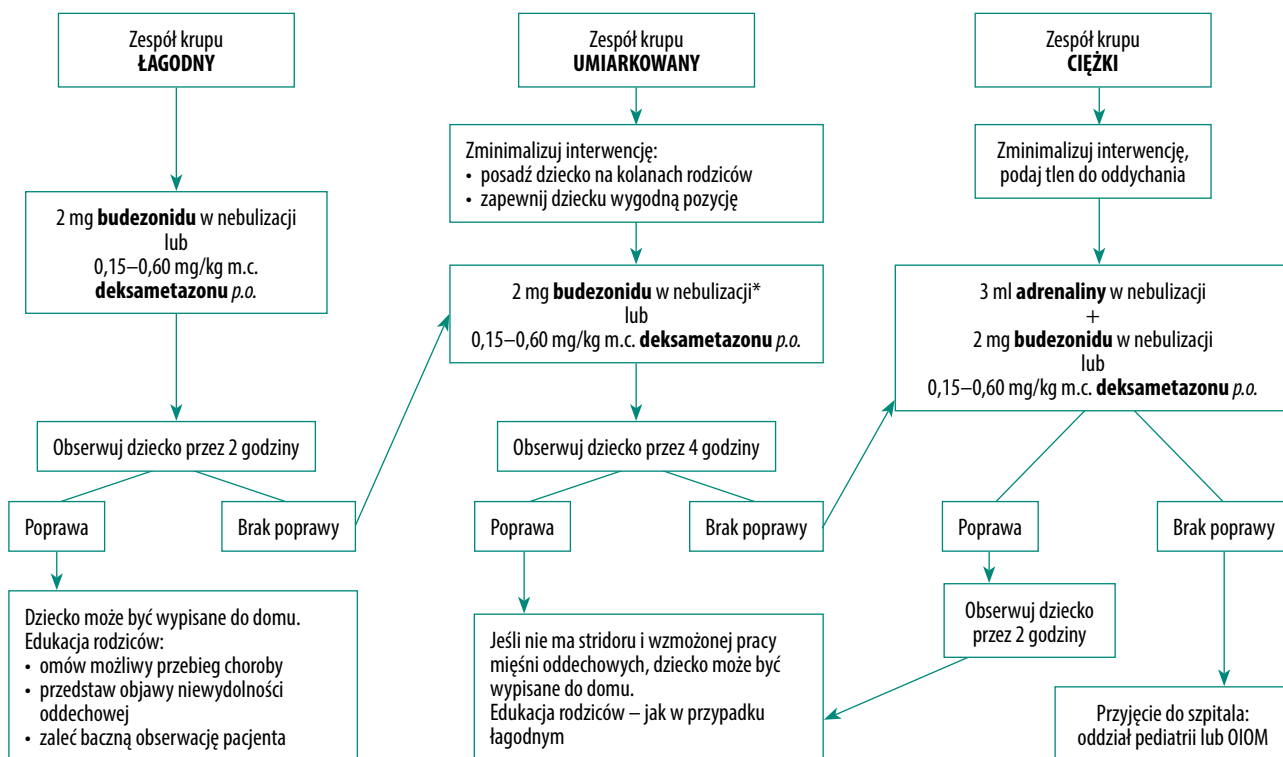 Zespół krupu
ŁAGODNY
2 mg budezonidu w nebulizacji
lub
0,15–0,60 mg/kg m.c.
deksametazonu p.o.
Obserwuj dziecko przez 2 godziny
Poprawa
Brak poprawy
Dziecko może być wypisane do domu.
Edukacja rodziców:
• omów możliwy przebieg choroby
• przedstaw objawy niewydolności
oddechowej
• zaleć baczną obserwację pacjenta
Zespół krupu
UMIARKOWANY
Zminimalizuj interwencję:
• posadź dziecko na kolanach rodziców
• zapewnij dziecku wygodną pozycję
2 mg budezonidu w nebulizacji*
lub
0,15–0,60 mg/kg m.c. deksametazonu p.o.
Obserwuj dziecko przez 4 godziny
Poprawa
Brak poprawy
Jeśli nie ma stridoru i wzmożonej pracy
mięśni oddechowych, dziecko może być
wypisane do domu.
Edukacja rodziców – jak w przypadku
łagodnym
Zespół krupu
CIĘŻKI
Zminimalizuj interwencję,
podaj tlen do oddychania
3 ml adrenaliny w nebulizacji
+
2 mg budezonidu w nebulizacji
lub
0,15–0,60 mg/kg m.c. deksametazonu p.o.
Poprawa
Brak poprawy
Obserwuj dziecko
przez 2 godziny
Przyjęcie do szpitala:
oddział pediatrii lub OIOM